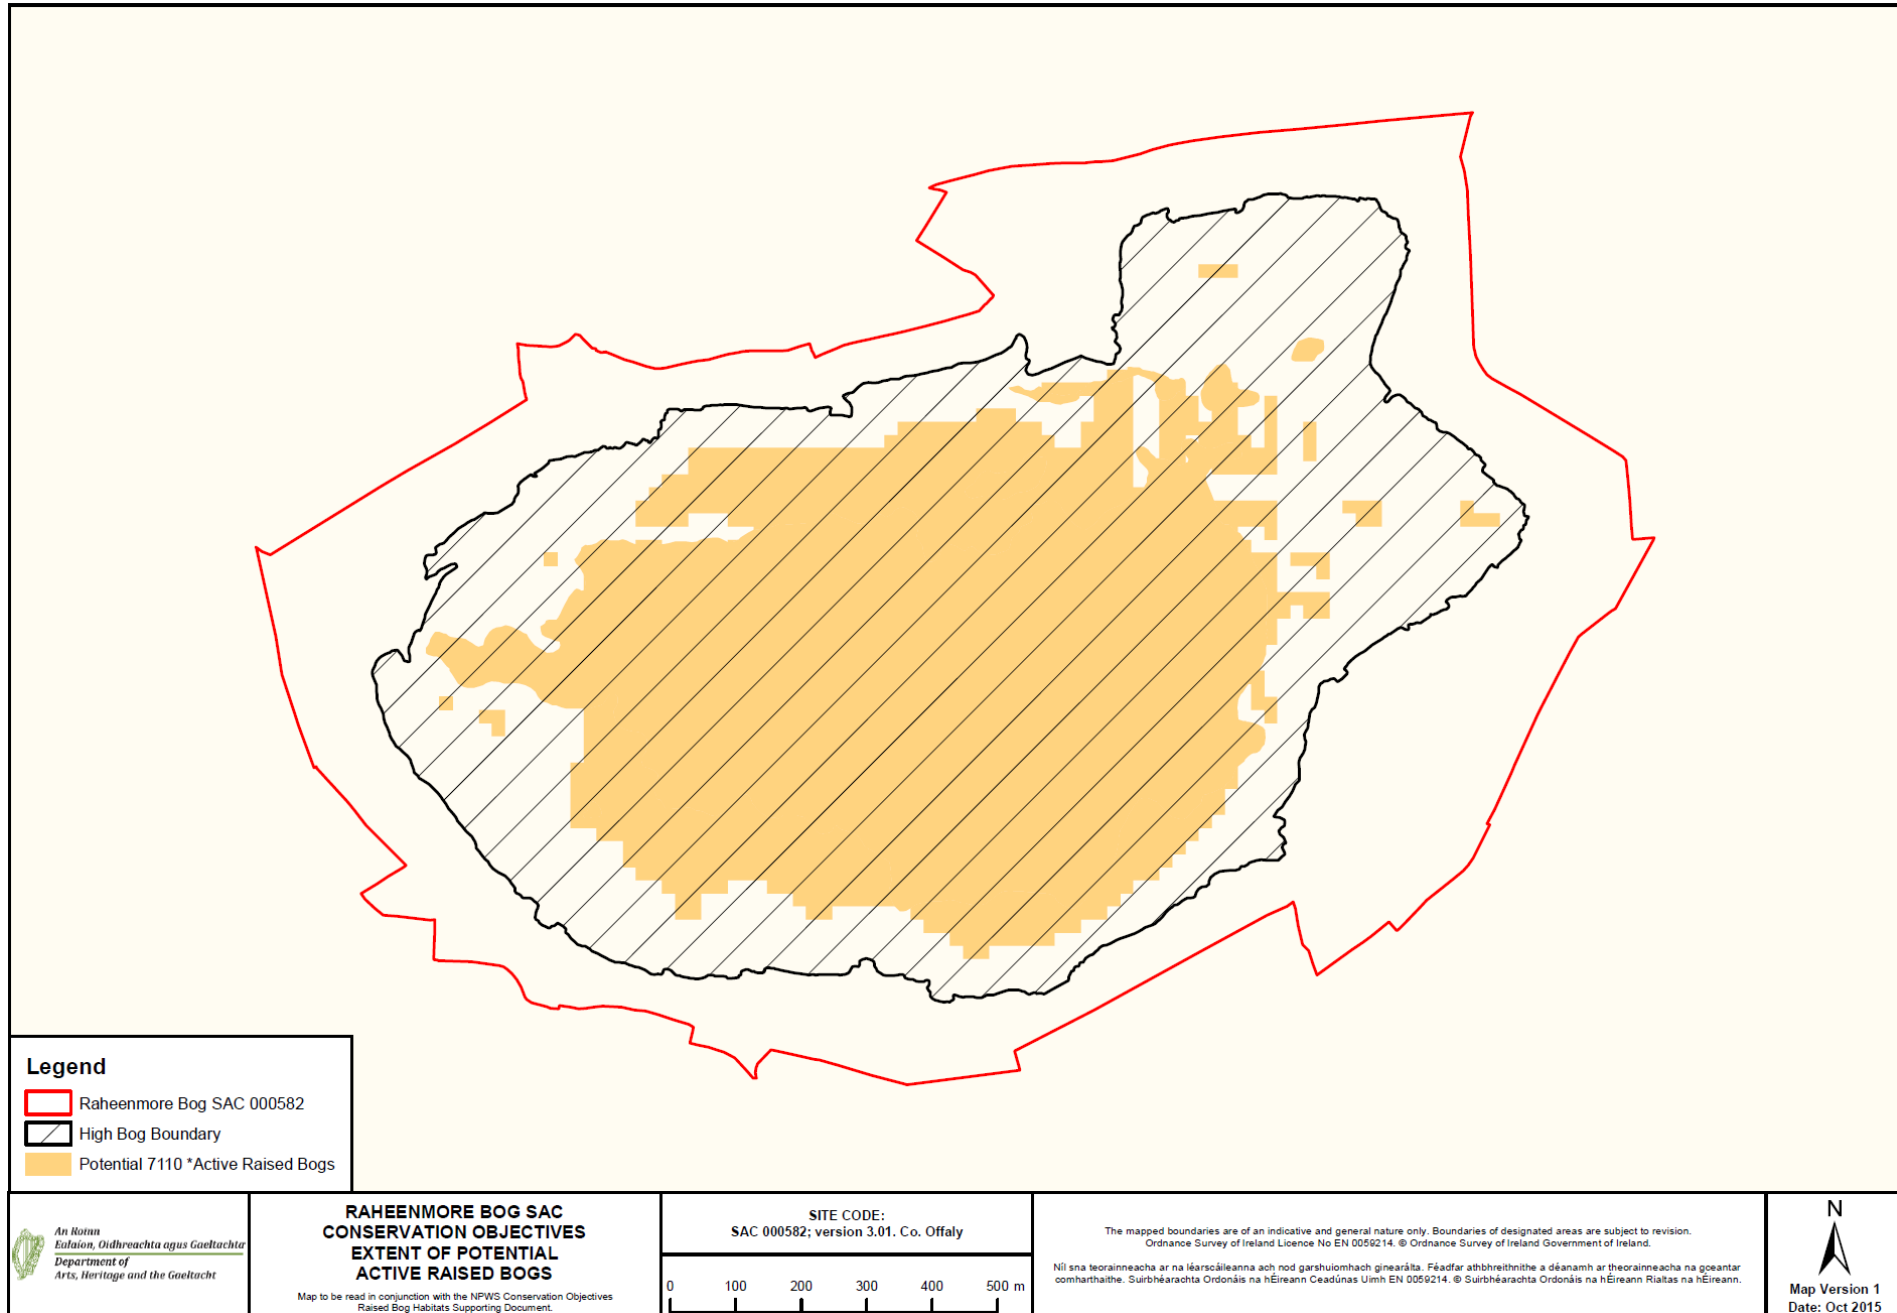 Legend
Raheenmore Bog SAC 000582
High Bog Boundary
Potential 7110 *Active Raised Bogs
An Roinn
Ealaíon, Oidhreachta agus Gaeltachta
Department of
Arts, Heritage and the Gaeltacht
RAHEENMORE BOG SAC
CONSERVATION OBJECTIVES
EXTENT OF POTENTIAL
ACTIVE RAISED BOGS
Map to be read in conjunction with the NPWS Conservation Objectives
Raised Bog Habitats Supporting Document.
SITE CODE:
SAC 000582; version 3.01. Co. Offaly
0 100 200 300 400 500 m
The mapped boundaries are of an indicative and general nature only. Boundaries of designated areas are subject to revision.
Ordnance Survey of Ireland Licence No EN 0059214. © Ordnance Survey of Ireland Government of Ireland.
Níl sna teorainneacha ar na léarscáileanna ach nod garshuiomhach ginearálta. Féadfar athbhreithnithe a déanamh ar theorainneacha na gceantar
comharthaithe. Suirbhéarachta Ordonáis na hÉireann Ceadúnas Uimh EN 0059214. © Suirbhéarachta Ordonáis na hÉireann Rialtas na hÉireann.
N
Map Version 1
Date: Oct 2015